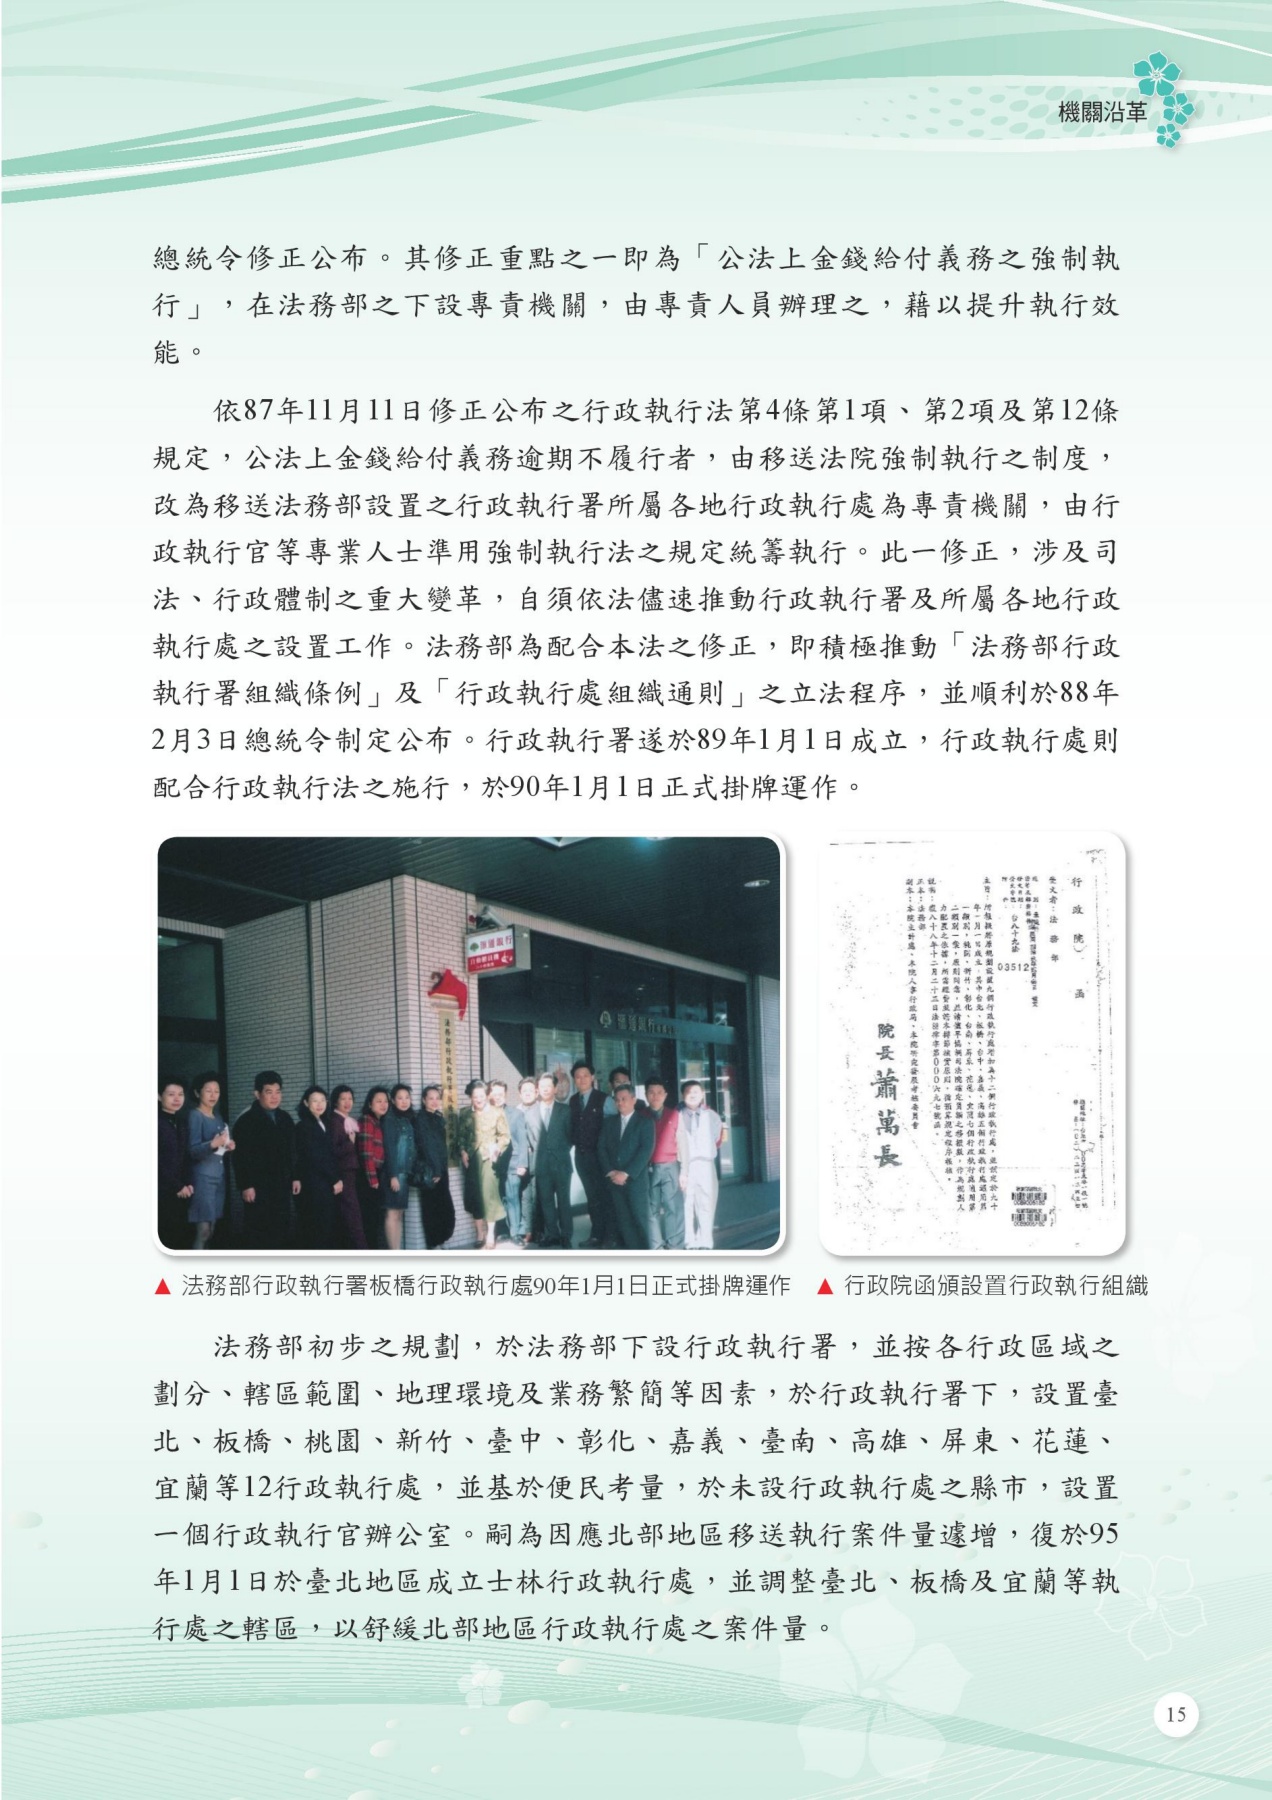 機關沿革
總統令修正公布。其修正重點之一即為「公法上金錢給付義務之強制執
行」，在法務部之下設專責機關，由專責人員辦理之，藉以提升執行效
能。
依87年11月11日修正公布之行政執行法第4條第1項、第2項及第12條
規定，公法上金錢給付義務逾期不履行者，由移送法院強制執行之制度，
改為移送法務部設置之行政執行署所屬各地行政執行處為專責機關，由行
政執行官等專業人士準用強制執行法之規定統籌執行。此一修正，涉及司
法、行政體制之重大變革，自須依法儘速推動行政執行署及所屬各地行政
執行處之設置工作。法務部為配合本法之修正，即積極推動「法務部行政
執行署組織條例」及「行政執行處組織通則」之立法程序，並順利於88年
2月3日總統令制定公布。行政執行署遂於89年1月1日成立，行政執行處則
配合行政執行法之施行，於90年1月1日正式掛牌運作。
法務部行政執行
行政院 函
受文者：法務部
03512
正本：法務部
院長 蕭萬長
▲ 法務部行政執行署板橋行政執行處90年1月1日正式掛牌運作
▲ 行政院函頒設置行政執行組織
法務部初步之規劃，於法務部下設行政執行署，並按各行政區域之
劃分、轄區範圍、地理環境及業務繁簡等因素，於行政執行署下，設置臺
北、板橋、桃園、新竹、臺中、彰化、嘉義、臺南、高雄、屏東、花蓮、
宜蘭等12行政執行處，並基於便民考量，於未設行政執行處之縣市，設置
一個行政執行官辦公室。嗣為因應北部地區移送執行案件量遽增，復於95
年1月1日於臺北地區成立士林行政執行處，並調整臺北、板橋及宜蘭等執
行處之轄區，以舒緩北部地區行政執行處之案件量。
15